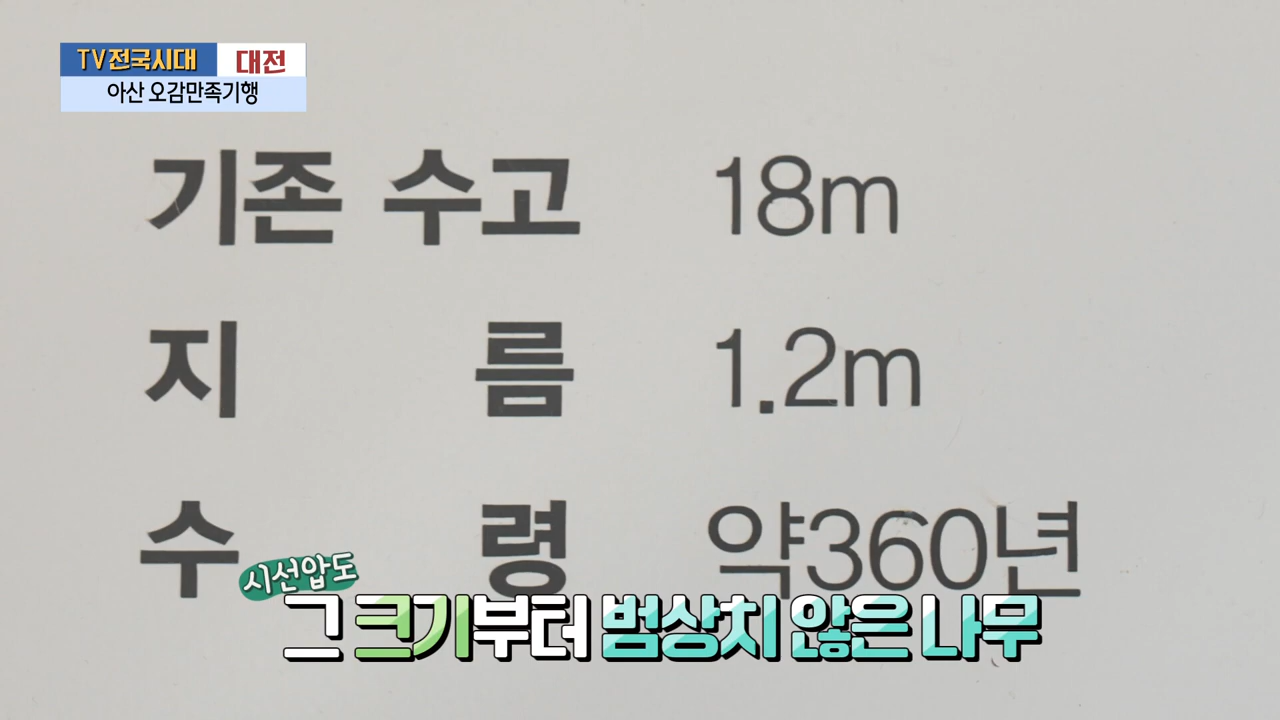 TV전국시대 대전
아산 오감만족기행
기존 수고 18m
지 름 1.2m
수 령 약360년
시선압도
그 크기부터 범상치 않은 나무